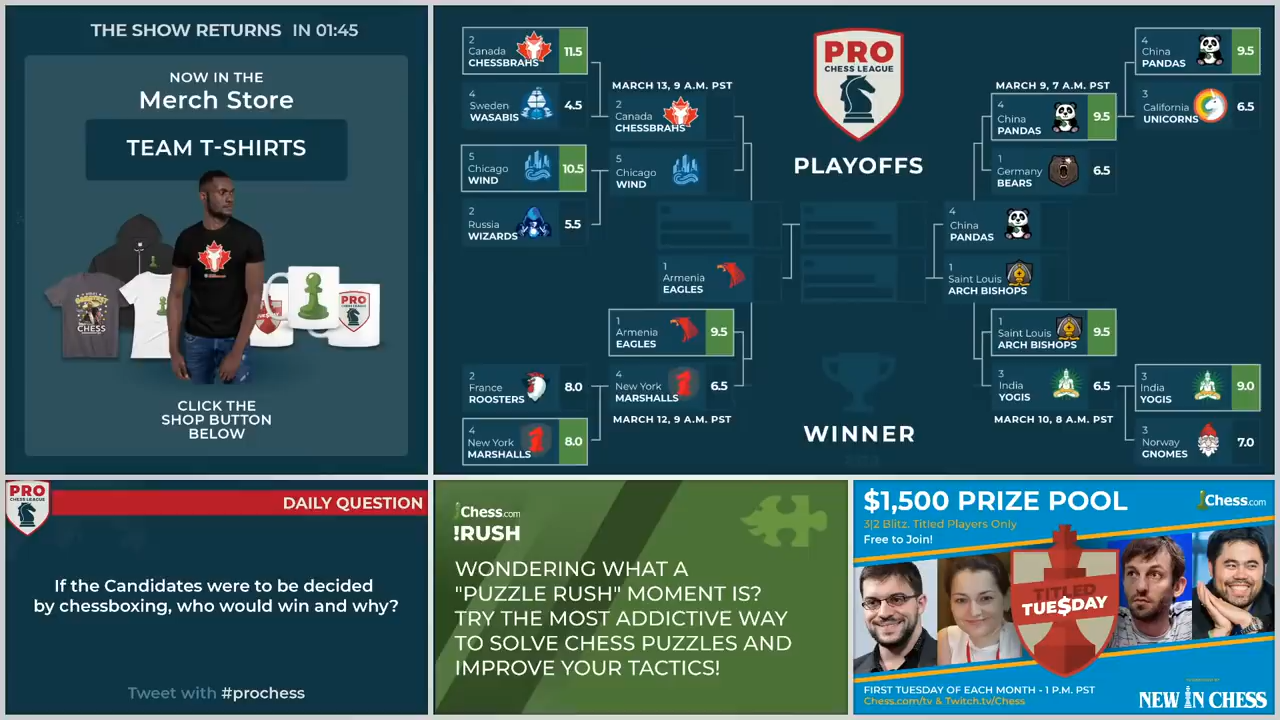 THE SHOW RETURNS IN 01:45
NOW IN THE
Merch Store
TEAM T-SHIRTS
CHESS
PRO
CLICK THE
SHOP BUTTON
BELOW
2
Canada
CHESSBRAHS
11.5
4
Sweden
WASABIS
4.5
5
Chicago
WIND
10.5
2
Russia
WIZARDS
5.5
MARCH 13, 9 A.M. PST
2
Canada
CHESSBRAHS
5
Chicago
WIND
1
Armenia
EAGLES
1
Armenia
EAGLES
9.5
2
France
ROOSTERS
8.0
4
New York
MARSHALLS
6.5
4
New York
MARSHALLS
8.0
MARCH 12, 9 A.M. PST
PRO
CHESS LEAGUE
PLAYOFFS
WINNER
4
China
PANDAS
9.5
3
California
UNICORNS
6.5
MARCH 9, 7 A.M. PST
4
China
PANDAS
9.5
1
Germany
BEARS
6.5
4
China
PANDAS
1
Saint Louis
ARCH BISHOPS
1
Saint Louis
ARCH BISHOPS
9.5
3
India
YOGIS
6.5
MARCH 10, 8 A.M. PST
3
India
YOGIS
9.0
3
Norway
GNOMES
7.0
PRO
CHESS LEAGUE
DAILY QUESTION
If the Candidates were to be decided
by chessboxing, who would win and why?
Tweet with #prochess
Chess.com
!RUSH
WONDERING WHAT A
"PUZZLE RUSH" MOMENT IS?
TRY THE MOST ADDICTIVE WAY
TO SOLVE CHESS PUZZLES AND
IMPROVE YOUR TACTICS!
$1,500 PRIZE POOL
Chess.com
3|2 Blitz. Titled Players Only
Free to Join!
TITLED
TUE$DAY
FIRST TUESDAY OF EACH MONTH - 1 P.M. PST
Chess.com/tv & Twitch.tv/Chess
NEW IN CHESS